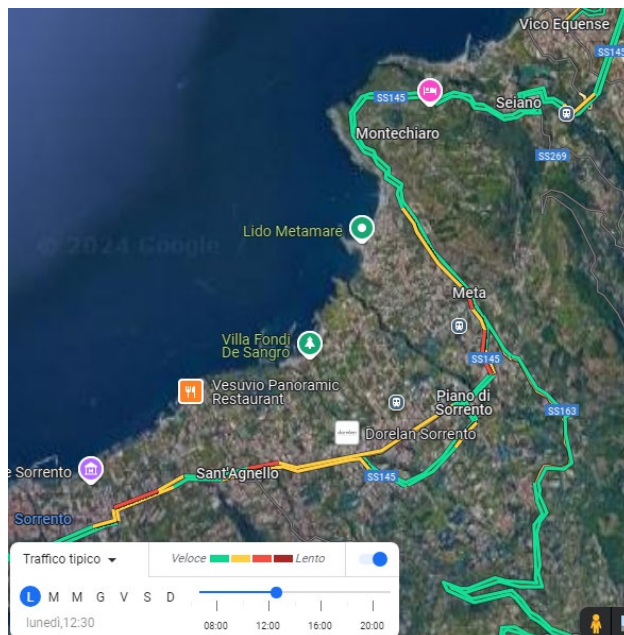 Vico Equense
SS145
SS145
Seiano
Montechiaro
SS269
Lido Metamare
© 2024 Google
Meta
Villa Fondi
De Sangro
SS145
Vesuvio Panoramic
Restaurant
Piano di
Sorrento
SS163
Dorelan Sorrento
e Sorrento
Sant'Agnello
SS145
Sorrento
Traffico tipico
Veloce
Lento
L M M G V S D
lunedì,12:30
08:00 12:00 16:00 20:00